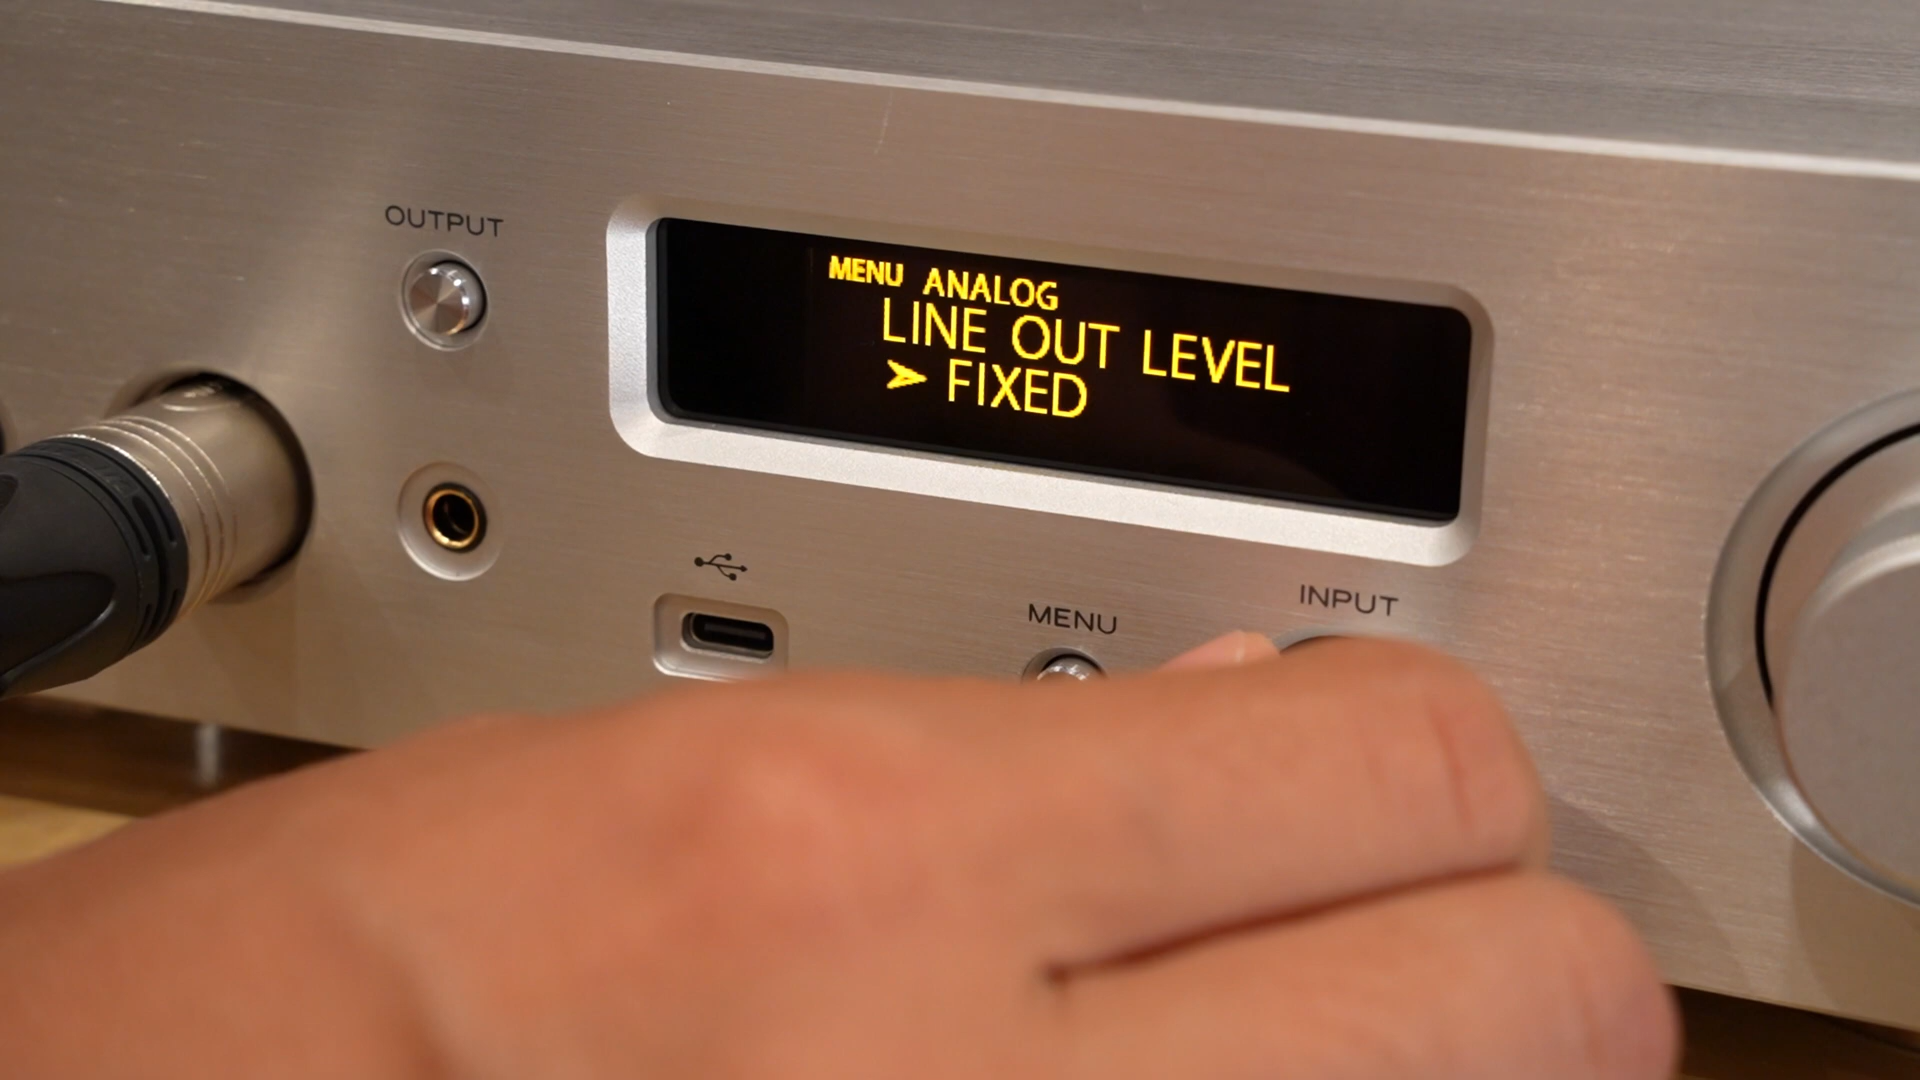 OUTPUT
MENU ANALOG
LINE OUT LEVEL
➤ FIXED
MENU
INPUT